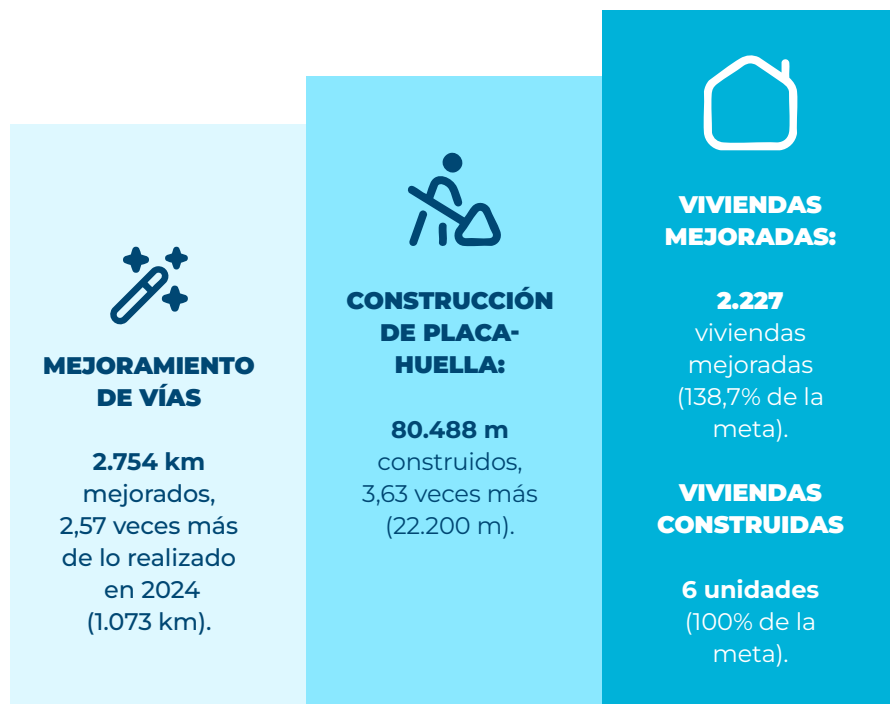 MEJORAMIENTO
DE VÍAS
2.754 km
mejorados,
2,57 veces más
de lo realizado
en 2024
(1.073 km).
CONSTRUCCIÓN
DE PLACA-
HUELLA:
80.488 m
construidos,
3,63 veces más
(22.200 m).
VIVIENDAS
MEJORADAS:
2.227
viviendas
mejoradas
(138,7% de la
meta).
VIVIENDAS
CONSTRUIDAS
6 unidades
(100% de la
meta).